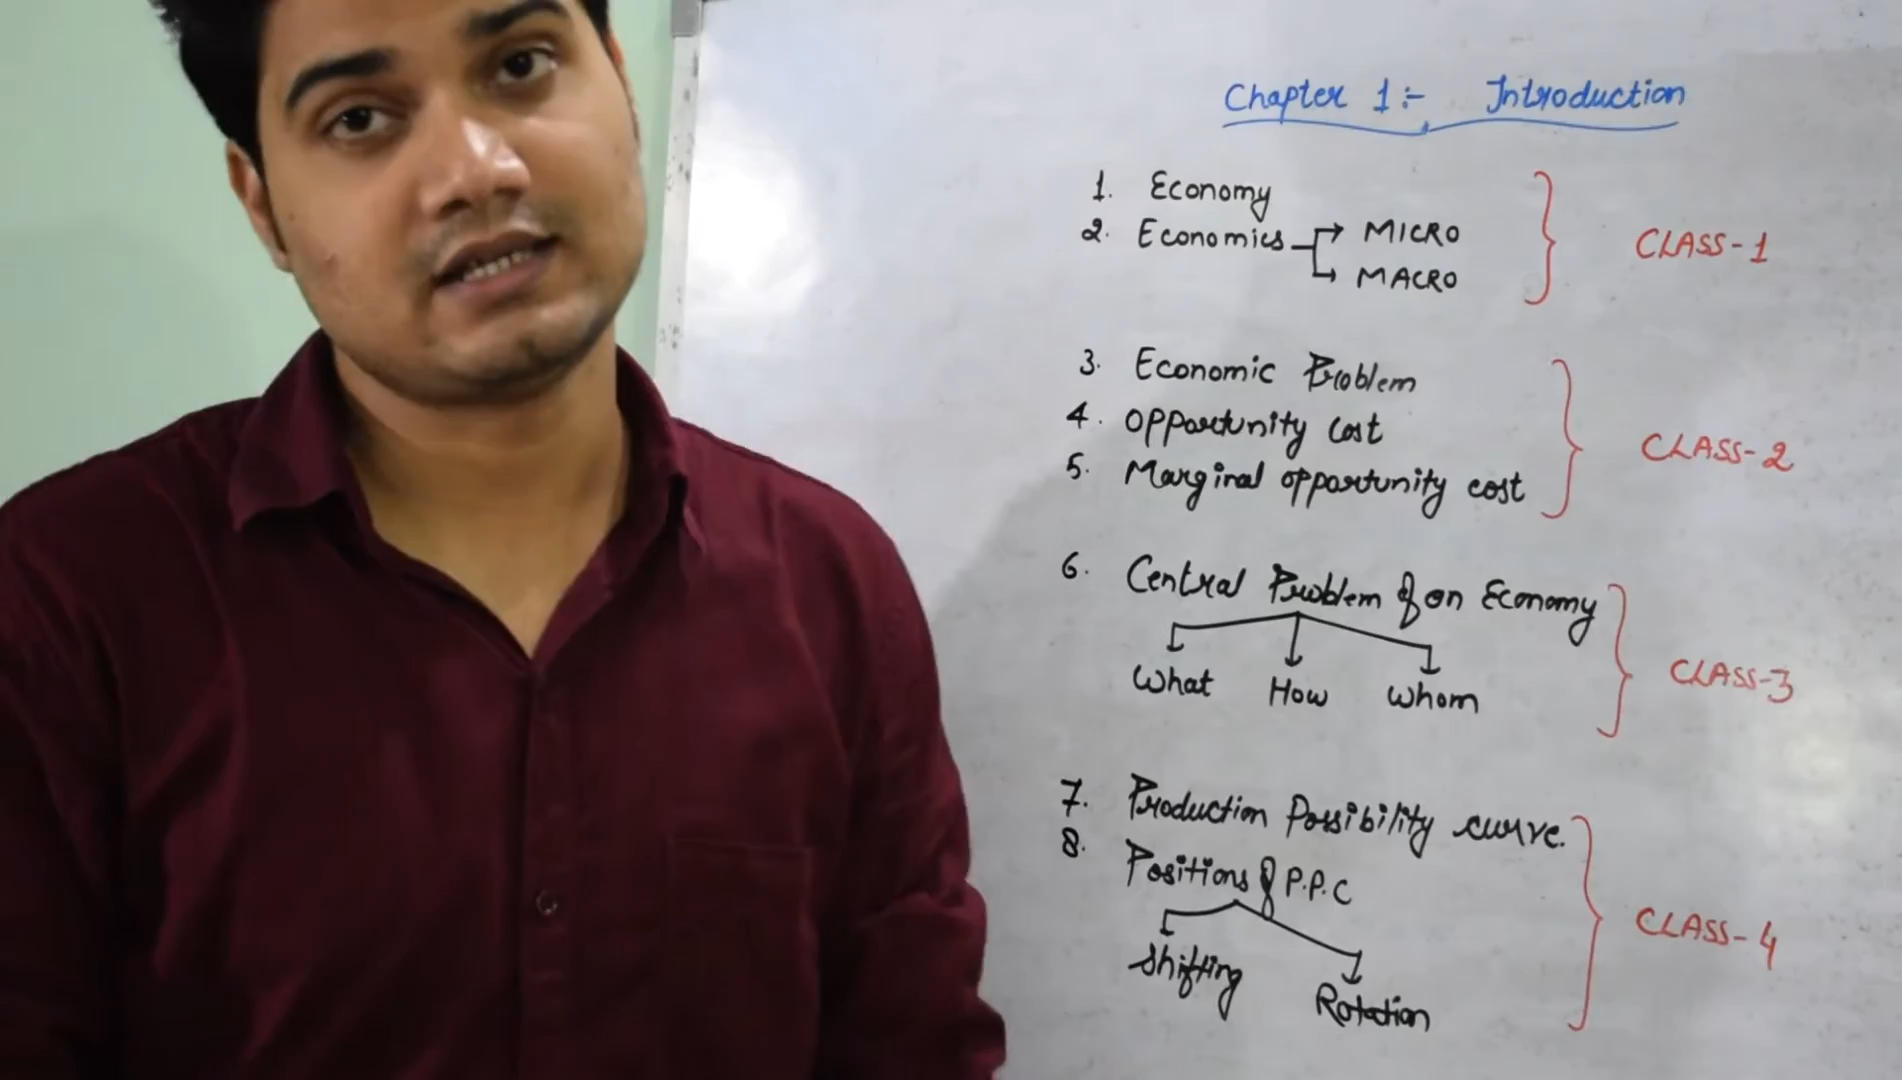 Chapter 1:- Introduction
1. Economy
2. Economics → MICRO
→ MACRO
CLASS-1
3. Economic Problem
4. Opportunity Cost
5. Marginal opportunity cost
CLASS-2
6. Central Problem of an Economy
What How Whom
CLASS-3
7. Production Possibility curve.
8. Positions of P.P.C
Shifting
Rotation
CLASS-4